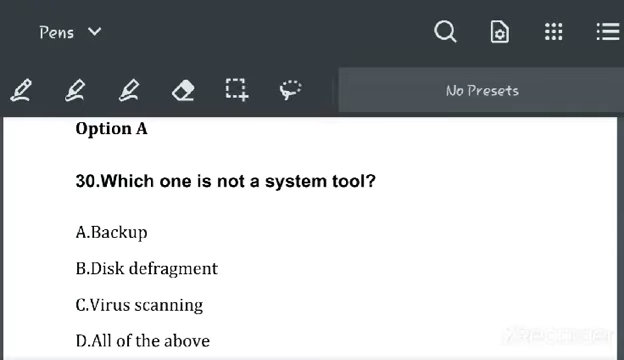 Pens
No Presets
Option A
30.Which one is not a system tool?
A.Backup
B.Disk defragment
C.Virus scanning
D.All of the above